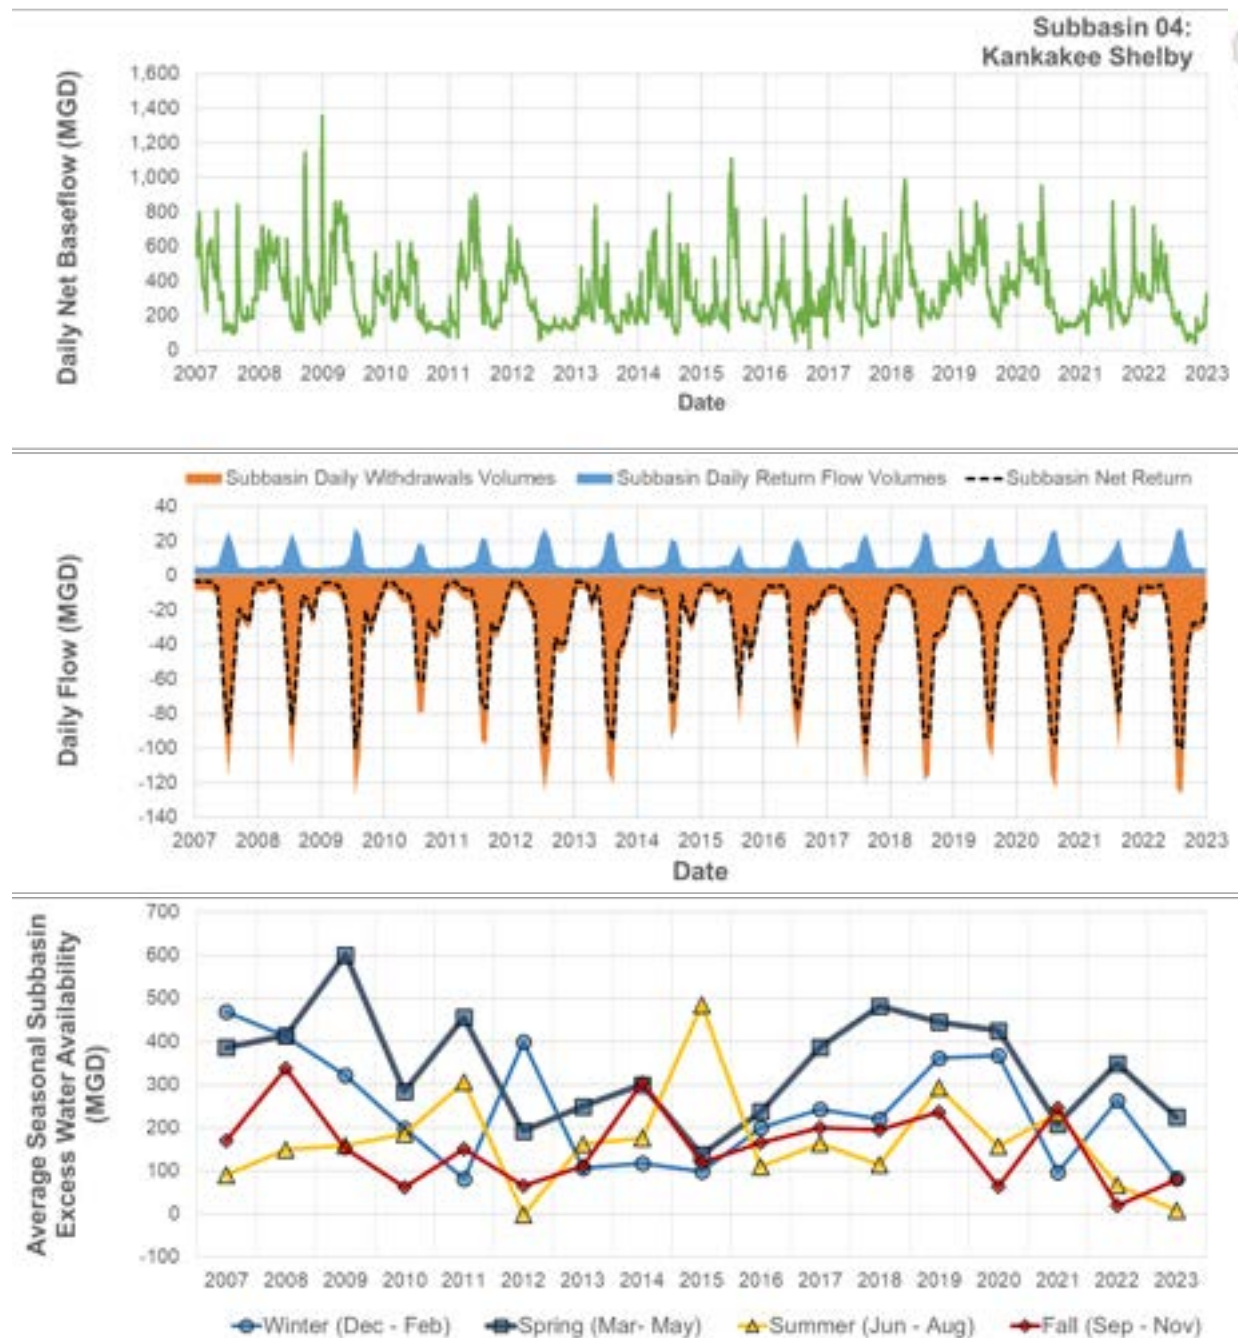 Subbasin 04:
Kankakee Shelby
Daily Net Baseflow (MGD)
1,600
1,400
1,200
1,000
800
600
400
200
0
2007 2008 2009 2010 2011 2012 2013 2014 2015 2016 2017 2018 2019 2020 2021 2022 2023
Date
Subbasin Daily Withdrawals Volumes Subbasin Daily Return Flow Volumes Subbasin Net Return
Daily Flow (MGD)
40
20
0
-20
-40
-60
-80
-100
-120
-140
2007 2008 2009 2010 2011 2012 2013 2014 2015 2016 2017 2018 2019 2020 2021 2022 2023
Date
Average Seasonal Subbasin
Excess Water Availability
(MGD)
700
600
500
400
300
200
100
0
-100
2007 2008 2009 2010 2011 2012 2013 2014 2015 2016 2017 2018 2019 2020 2021 2022 2023
Winter (Dec - Feb) Spring (Mar- May) Summer (Jun - Aug) Fall (Sep - Nov)